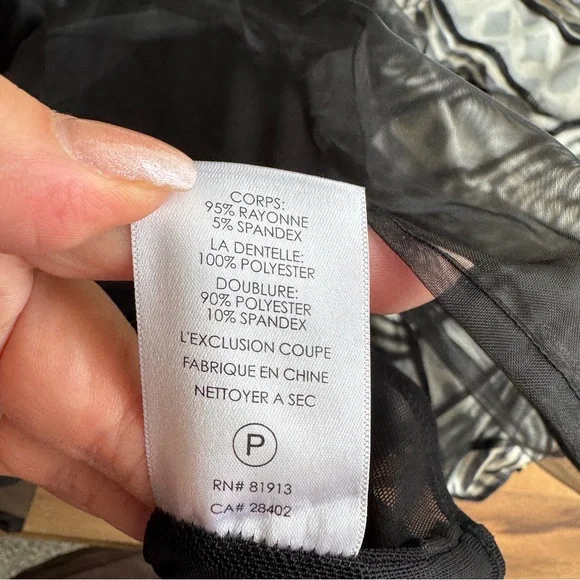 CORPS:
95% RAYONNE
5% SPANDEX
LA DENTELLE:
100% POLYESTER
DOUBLURE:
90% POLYESTER
10% SPANDEX
L'EXCLUSION COUPE
FABRIQUE EN CHINE
NETTOYER A SEC
P
RN# 81913
CA# 28402